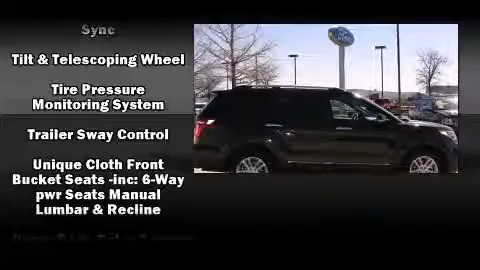 Sync
Tilt & Telescoping Wheel
Tire Pressure
Monitoring System
Trailer Sway Control
Unique Cloth Front
Bucket Seats -inc: 6-Way
pwr Seats Manual
Lumbar & Recline